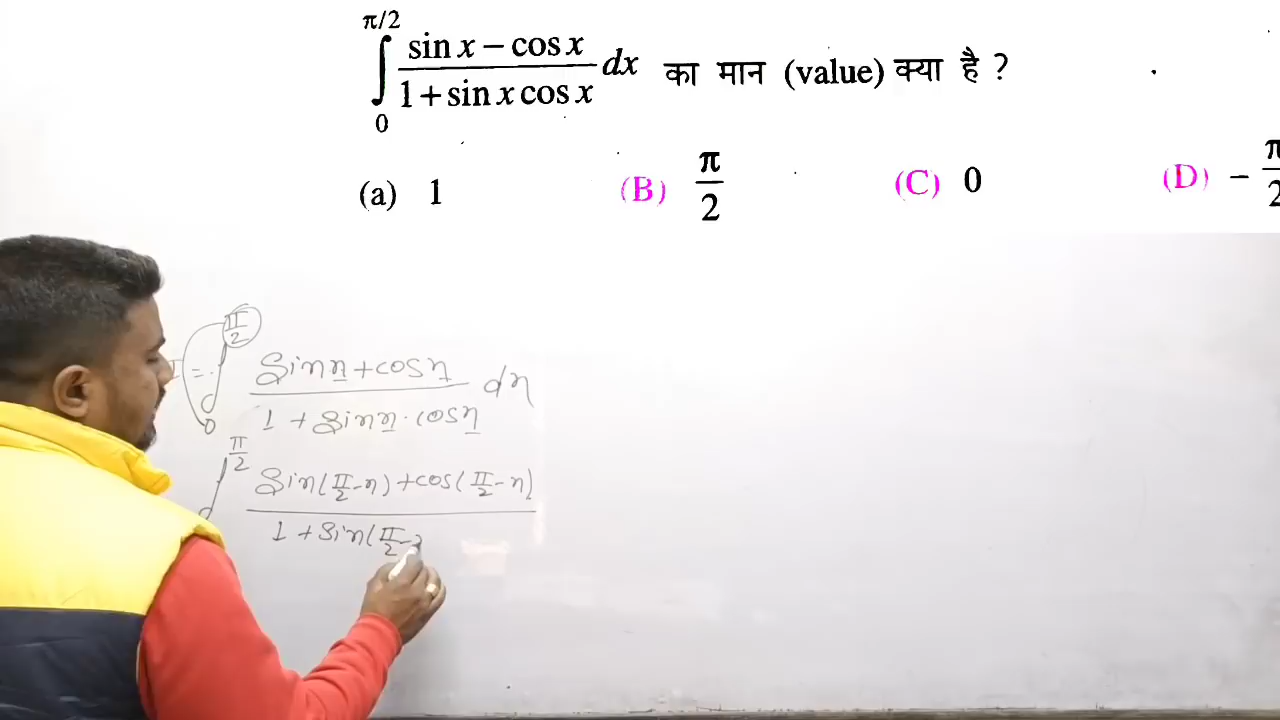 π/2
∫ sin x − cos x / 1 + sin x cos x dx का मान (value) क्या है ?
0
(a) 1 (B) π/2 (C) 0 (D) − π/2
π/2
I = ∫ sin x + cos x / 1 + sin x · cos x dx
0
π/2
∫ sin(π/2 - x) + cos(π/2 - x)
1 + sin(π/2 -